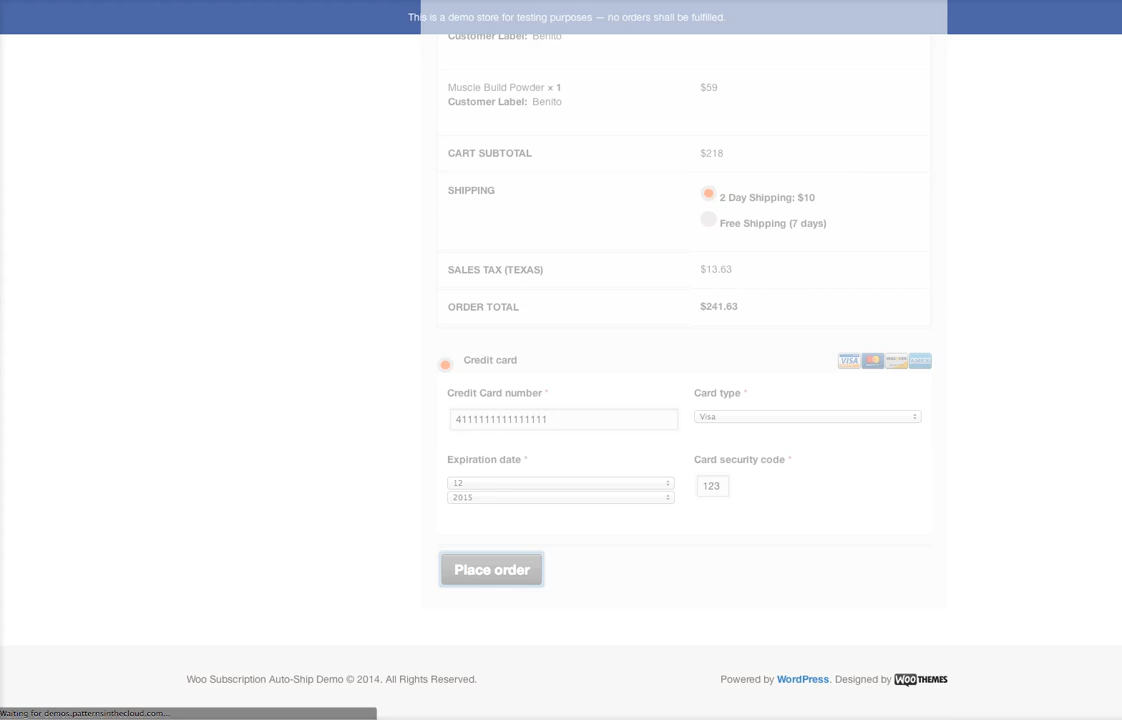 This is a demo store for testing purposes — no orders shall be fulfilled.
Customer Label: Benito
Muscle Build Powder × 1 $59
Customer Label: Benito
CART SUBTOTAL $218
SHIPPING 2 Day Shipping: $10
Free Shipping (7 days)
SALES TAX (TEXAS) $13.63
ORDER TOTAL $241.63
Credit card VISA
Credit Card number * Card type *
4111111111111111 Visa
Expiration date * Card security code *
12
123
2015
Place order
Woo Subscription Auto-Ship Demo © 2014. All Rights Reserved. Powered by WordPress. Designed by WOOTHEMES
Waiting for demos.patternsinthecloud.com...